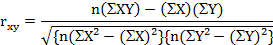 r_xy = n(ΣXY) − (ΣX)(ΣY) / √{n(ΣX² − (ΣX)²}{n(ΣY² − (ΣY)²}